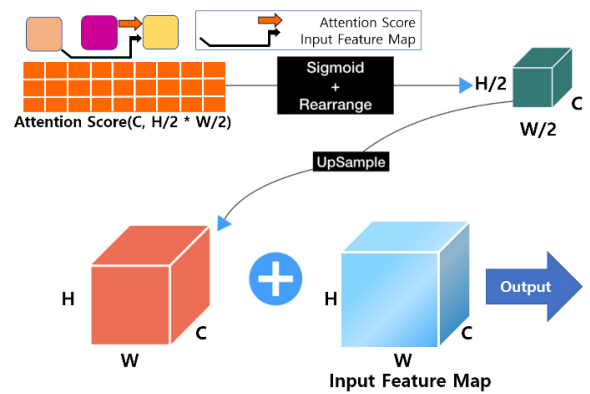 Attention Score
Input Feature Map
Sigmoid
+
Rearrange
H/2
C
W/2
Attention Score(C, H/2 * W/2)
UpSample
H
C
W
+
H
C
W
Input Feature Map
Output